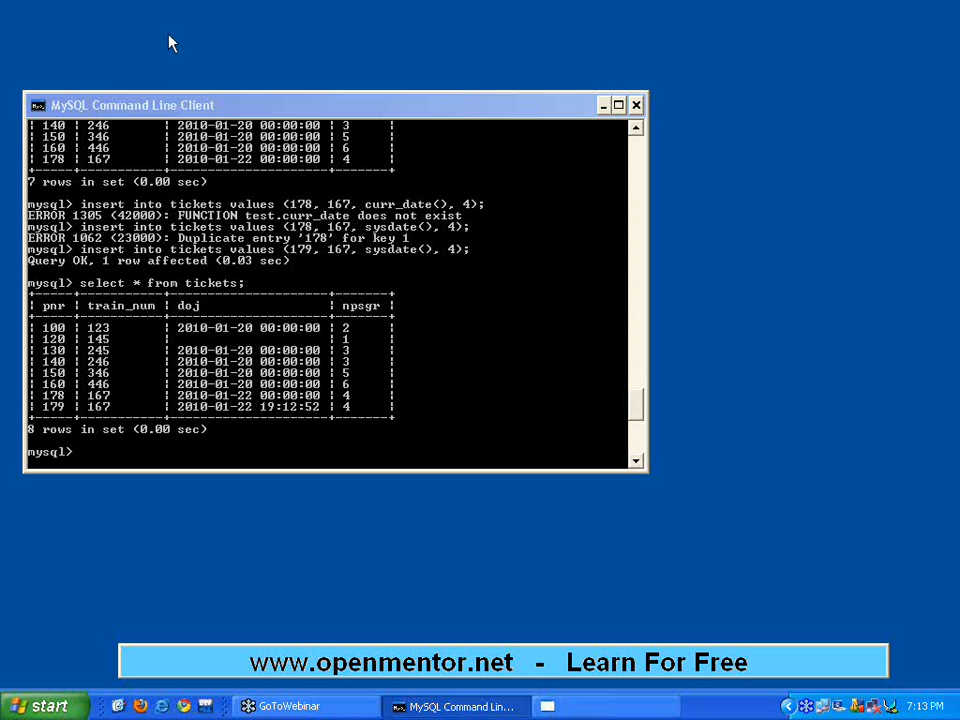 MySQL Command Line Client
¦ 140 ¦ 246 ¦ 2010-01-20 00:00:00 ¦ 3 ¦
¦ 150 ¦ 346 ¦ 2010-01-20 00:00:00 ¦ 5 ¦
¦ 160 ¦ 446 ¦ 2010-01-20 00:00:00 ¦ 6 ¦
¦ 178 ¦ 167 ¦ 2010-01-22 00:00:00 ¦ 4 ¦
+-----+-----------+---------------------+-------+
7 rows in set (0.00 sec)
mysql> insert into tickets values (178, 167, curr_date(), 4);
ERROR 1305 (42000): FUNCTION test.curr_date does not exist
mysql> insert into tickets values (178, 167, sysdate(), 4);
ERROR 1062 (23000): Duplicate entry '178' for key 1
mysql> insert into tickets values (179, 167, sysdate(), 4);
Query OK, 1 row affected (0.03 sec)
mysql> select * from tickets;
+-----+-----------+---------------------+-------+
¦ pnr ¦ train_num ¦ doj ¦ npsgr ¦
+-----+-----------+---------------------+-------+
¦ 100 ¦ 123 ¦ 2010-01-20 00:00:00 ¦ 2 ¦
¦ 120 ¦ 145 ¦ ¦ 1 ¦
¦ 130 ¦ 245 ¦ 2010-01-20 00:00:00 ¦ 3 ¦
¦ 140 ¦ 246 ¦ 2010-01-20 00:00:00 ¦ 3 ¦
¦ 150 ¦ 346 ¦ 2010-01-20 00:00:00 ¦ 5 ¦
¦ 160 ¦ 446 ¦ 2010-01-20 00:00:00 ¦ 6 ¦
¦ 178 ¦ 167 ¦ 2010-01-22 00:00:00 ¦ 4 ¦
¦ 179 ¦ 167 ¦ 2010-01-22 19:12:52 ¦ 4 ¦
+-----+-----------+---------------------+-------+
8 rows in set (0.00 sec)
mysql>
www.openmentor.net - Learn For Free
start GoToWebinar MySQL Command Lin... 7:13 PM